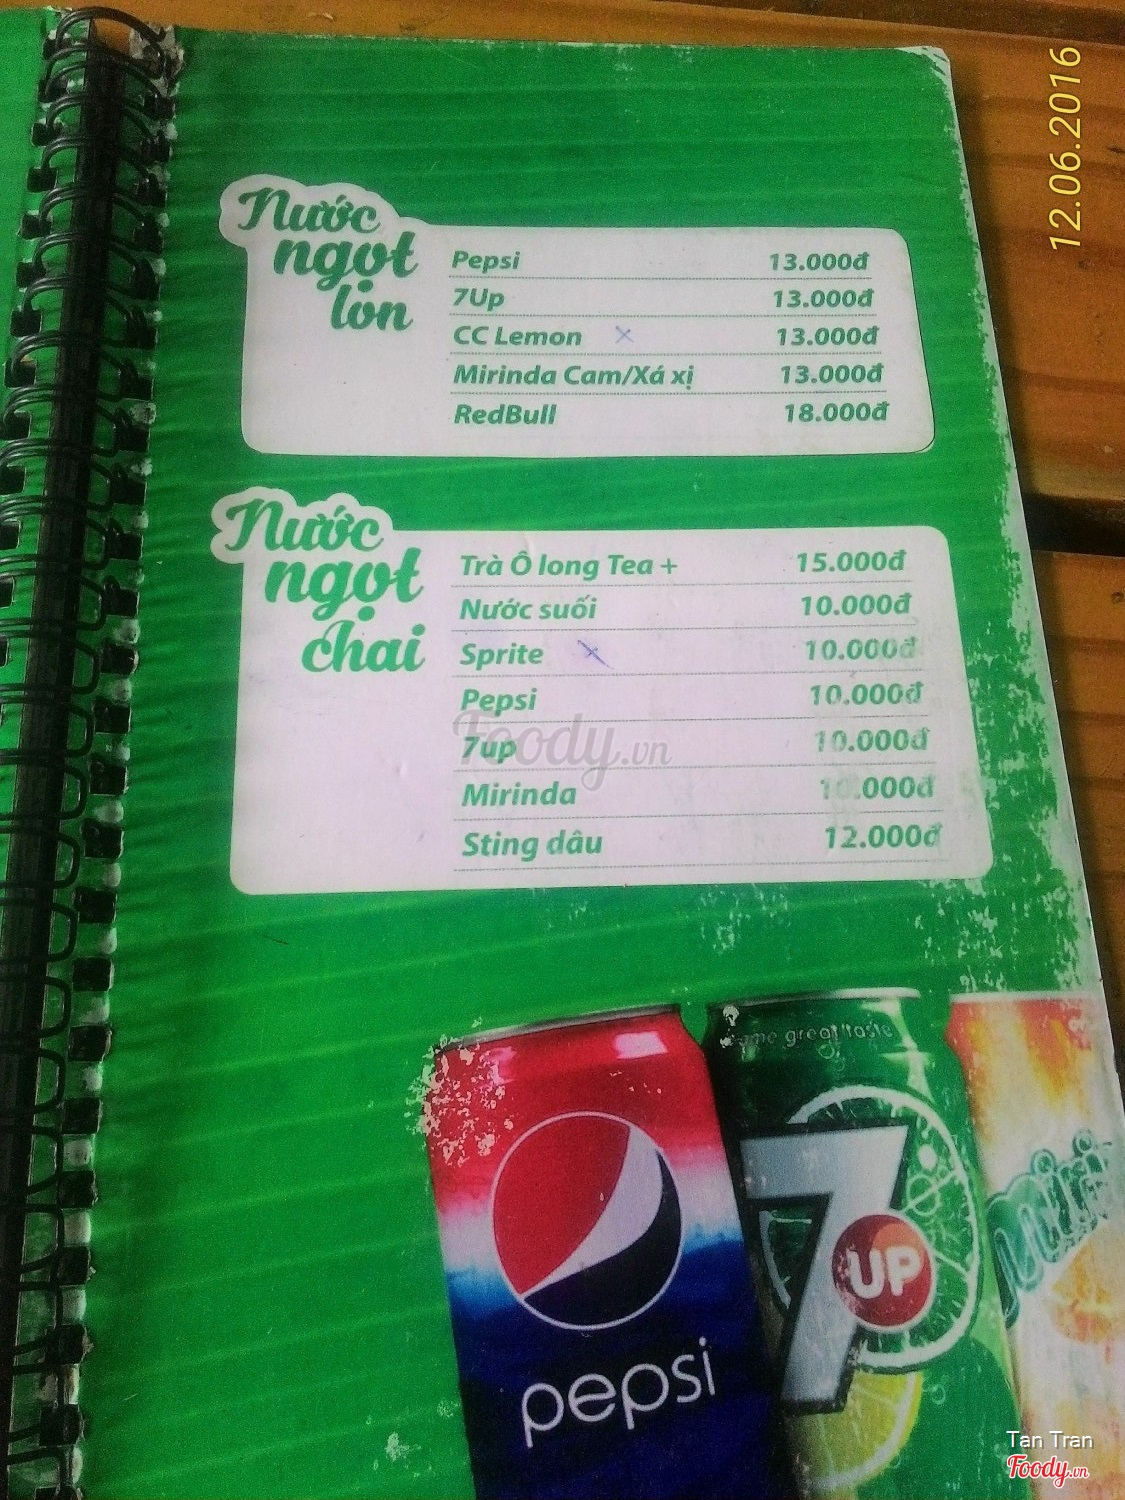 12.06.2016
Nước
ngọt
lon
Pepsi 13.000đ
7Up 13.000đ
CC Lemon 13.000đ
Mirinda Cam/Xá xị 13.000đ
RedBull 18.000đ
Nước
ngọt
chai
Trà Ô long Tea + 15.000đ
Nước suối 10.000đ
Sprite 10.000đ
Pepsi 10.000đ
7up 10.000đ
Mirinda
Sting dâu 12.000đ
Foody.vn
great taste
7
UP
pepsi
Tan Tran
Foody.vn